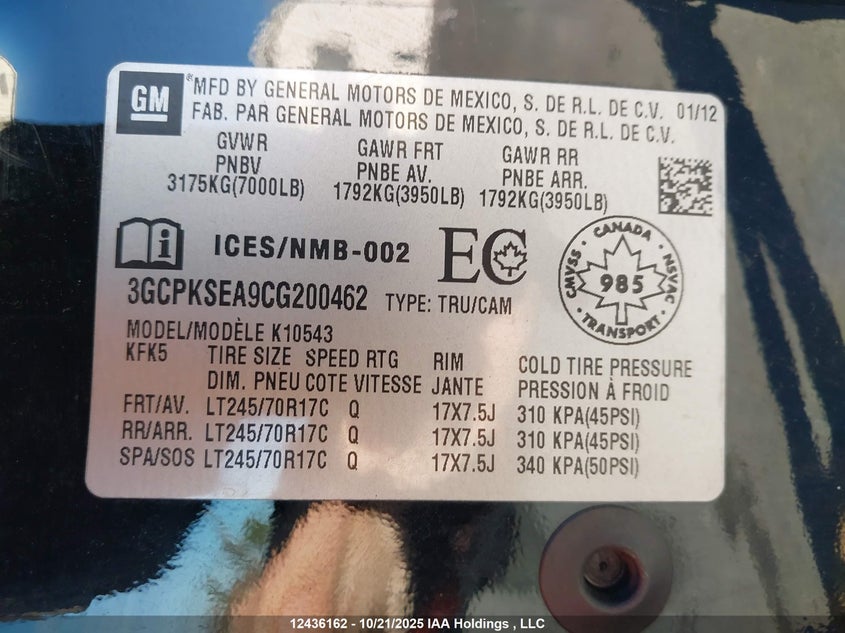 GM
® MFD BY GENERAL MOTORS DE MEXICO, S. DE R.L. DE C.V. 01/12
FAB. PAR GENERAL MOTORS DE MEXICO, S. DE R.L. DE C.V.
GVWR GAWR FRT GAWR RR
PNBV PNBE AV. PNBE ARR.
3175KG(7000LB) 1792KG(3950LB) 1792KG(3950LB)
i ICES/NMB-002 EC
CANADA
CMVSS 985 NSVAC
TRANSPORT
3GCPKSEA9CG200462 TYPE: TRU/CAM
MODEL/MODÈLE K10543
KFK5 TIRE SIZE SPEED RTG RIM COLD TIRE PRESSURE
DIM. PNEU COTE VITESSE JANTE PRESSION À FROID
FRT/AV. LT245/70R17C Q 17X7.5J 310 KPA(45PSI)
RR/ARR. LT245/70R17C Q 17X7.5J 310 KPA(45PSI)
SPA/SOS LT245/70R17C Q 17X7.5J 340 KPA(50PSI)
12436162 - 10/21/2025 IAA Holdings , LLC